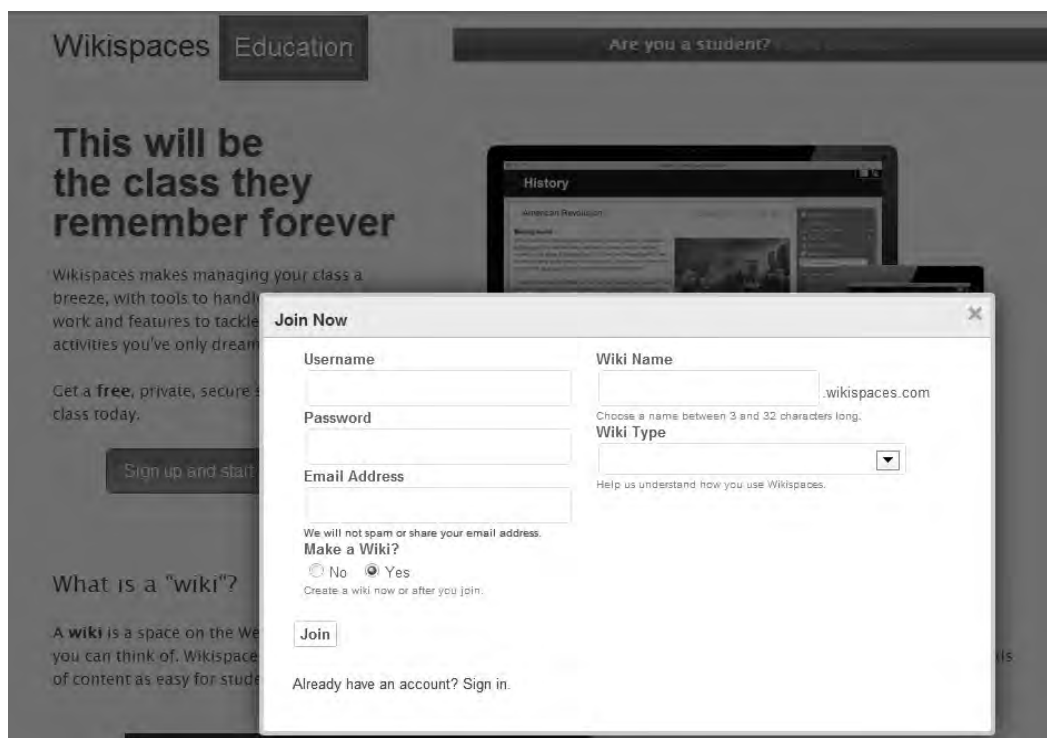 Wikispaces Education
Are you a student?
This will be
the class they
remember forever
History
American Revolution
Wikispaces makes managing your class a
breeze, with tools to handl
work and features to tackle
activities you've only dream
Get a free, private, secure
class today.
Sign up and start
What is a "wiki"?
A wiki is a space on the We
you can think of. Wikispace
of content as easy for stude
is
Join Now
Username
Password
Email Address
We will not spam or share your email address.
Make a Wiki?
No Yes
Create a wiki now or after you join.
Join
Already have an account? Sign in.
Wiki Name
.wikispaces.com
Choose a name between 3 and 32 characters long.
Wiki Type
Help us understand how you use Wikispaces.